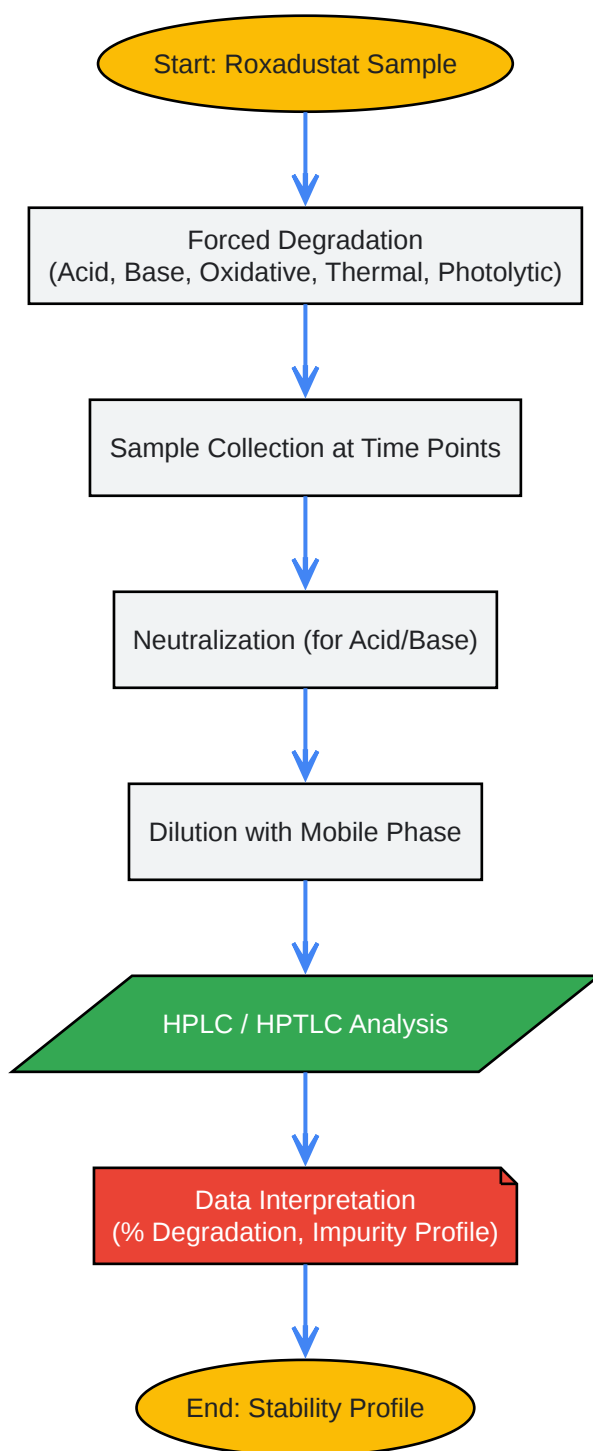 Start: Roxadustat Sample
Forced Degradation
(Acid, Base, Oxidative, Thermal, Photolytic)
Sample Collection at Time Points
Neutralization (for Acid/Base)
Dilution with Mobile Phase
HPLC / HPTLC Analysis
Data Interpretation
(% Degradation, Impurity Profile)
End: Stability Profile